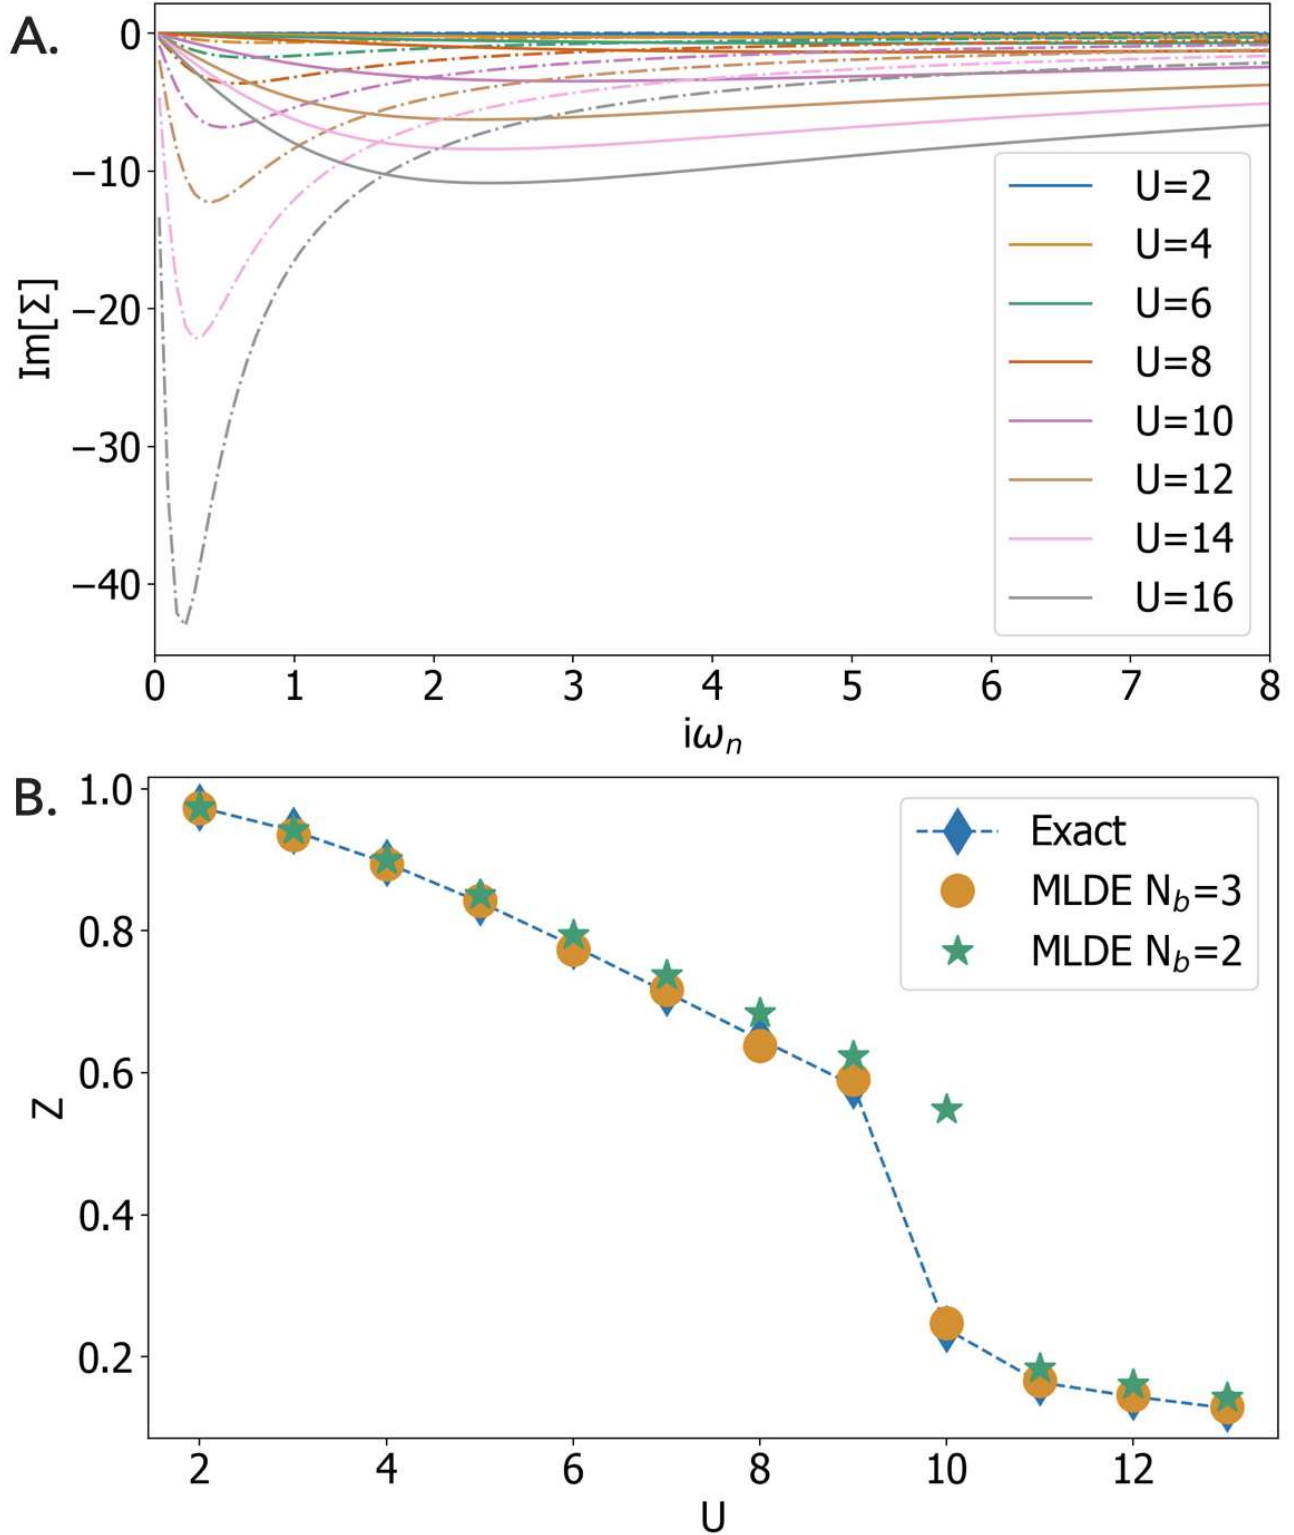 A.
0
−10
−20
−30
−40
Im[Σ]
U=2
U=4
U=6
U=8
U=10
U=12
U=14
U=16
0 1 2 3 4 5 6 7 8
iωₙ
B.
1.0
0.8
0.6
0.4
0.2
Z
Exact
MLDE N_b=3
MLDE N_b=2
2 4 6 8 10 12
U